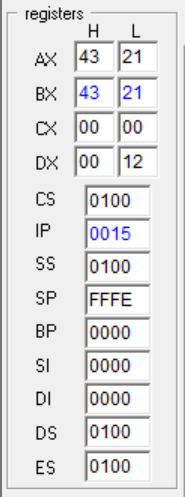 registers
H L
AX 43 21
BX 43 21
CX 00 00
DX 00 12
CS 0100
IP 0015
SS 0100
SP FFFE
BP 0000
SI 0000
DI 0000
DS 0100
ES 0100